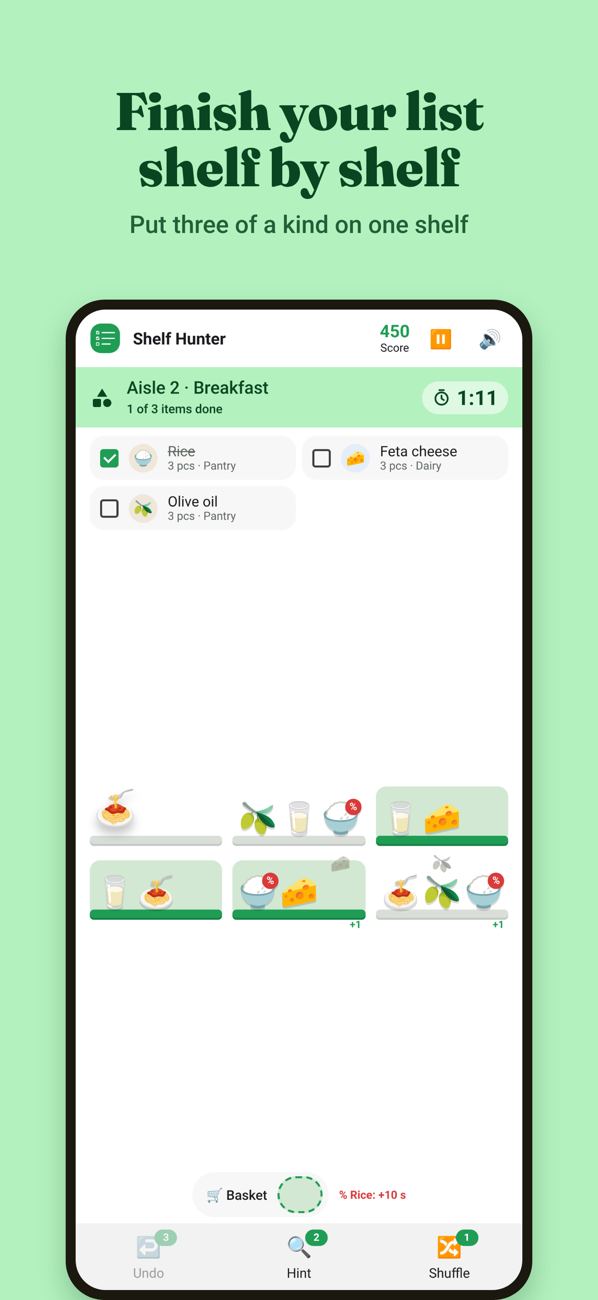 Finish your list
shelf by shelf
Put three of a kind on one shelf
Shelf Hunter
450
Score
Aisle 2 · Breakfast
1 of 3 items done
1:11
Rice
3 pcs · Pantry
Feta cheese
3 pcs · Dairy
Olive oil
3 pcs · Pantry
%
%
%
+1
+1
Basket
% Rice: +10 s
3
Undo
2
Hint
1
Shuffle